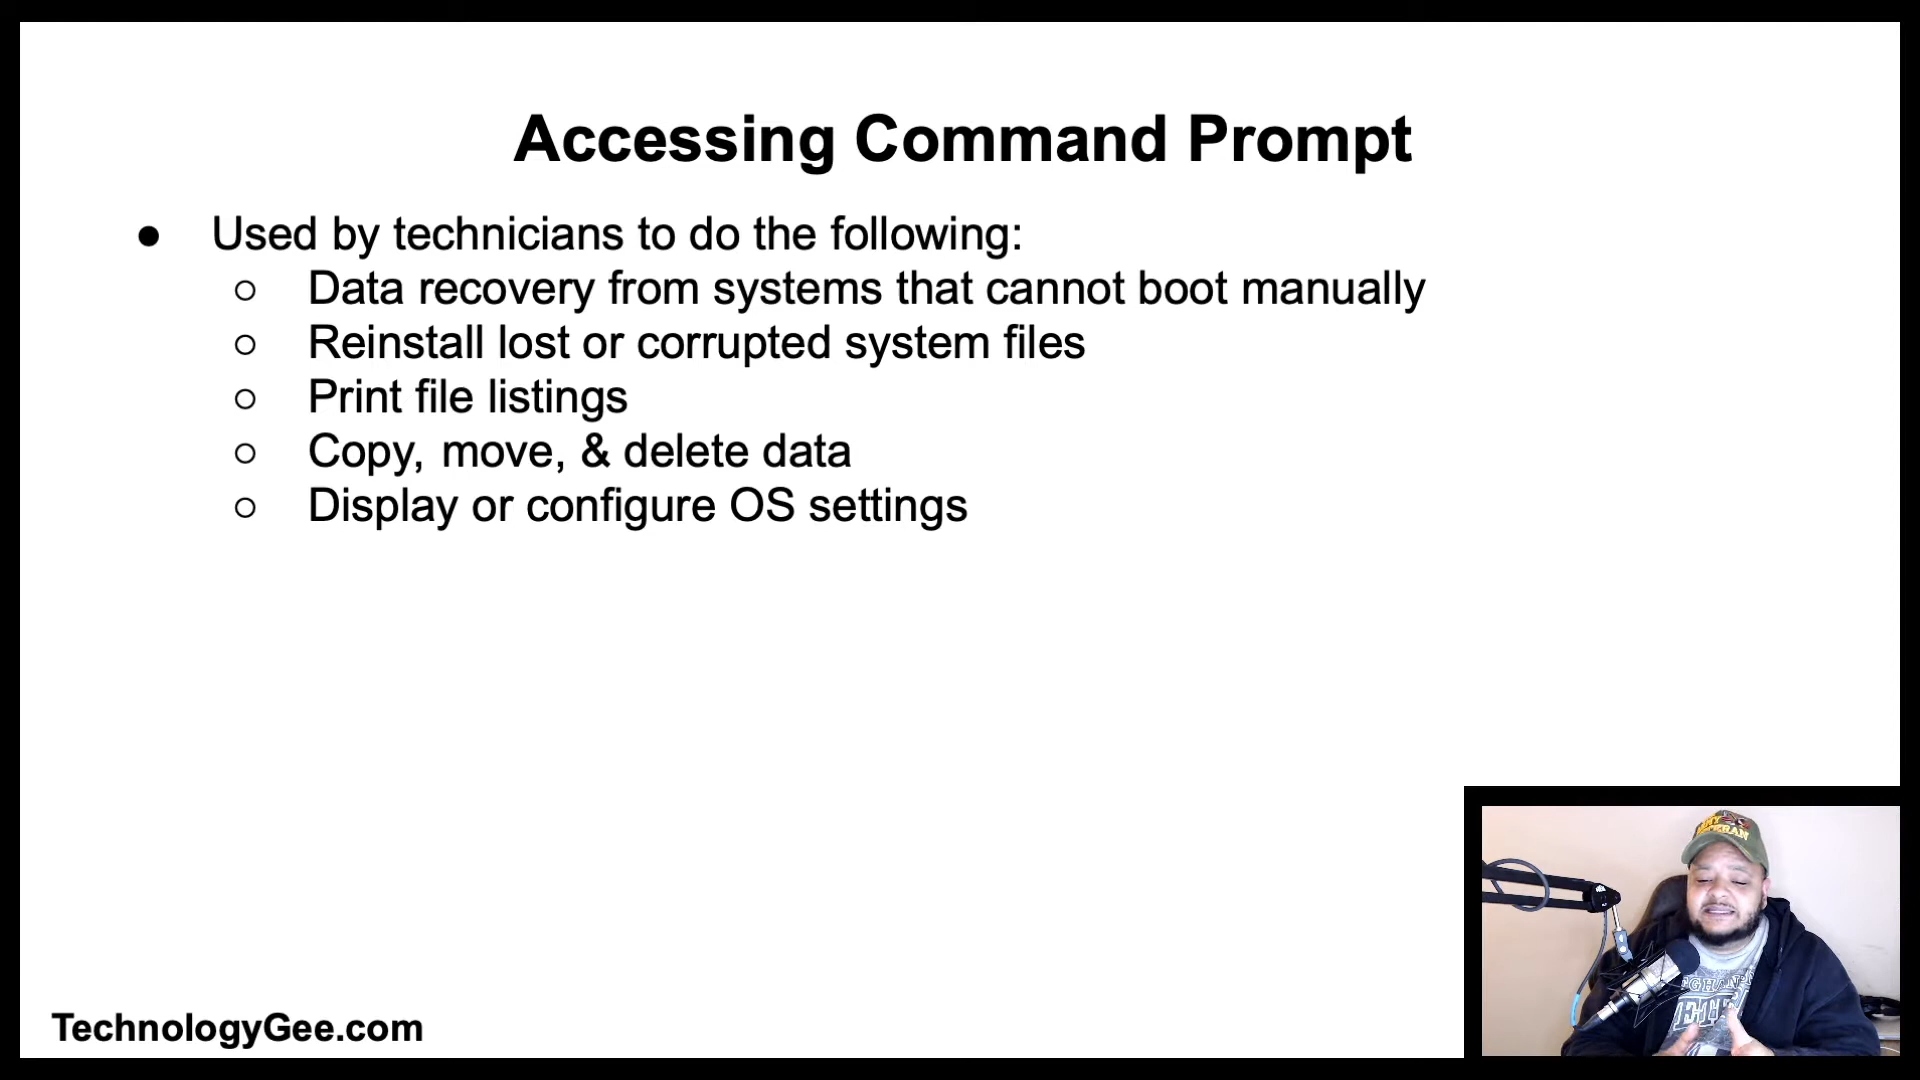 Accessing Command Prompt
● Used by technicians to do the following:
○ Data recovery from systems that cannot boot manually
○ Reinstall lost or corrupted system files
○ Print file listings
○ Copy, move, & delete data
○ Display or configure OS settings
TechnologyGee.com